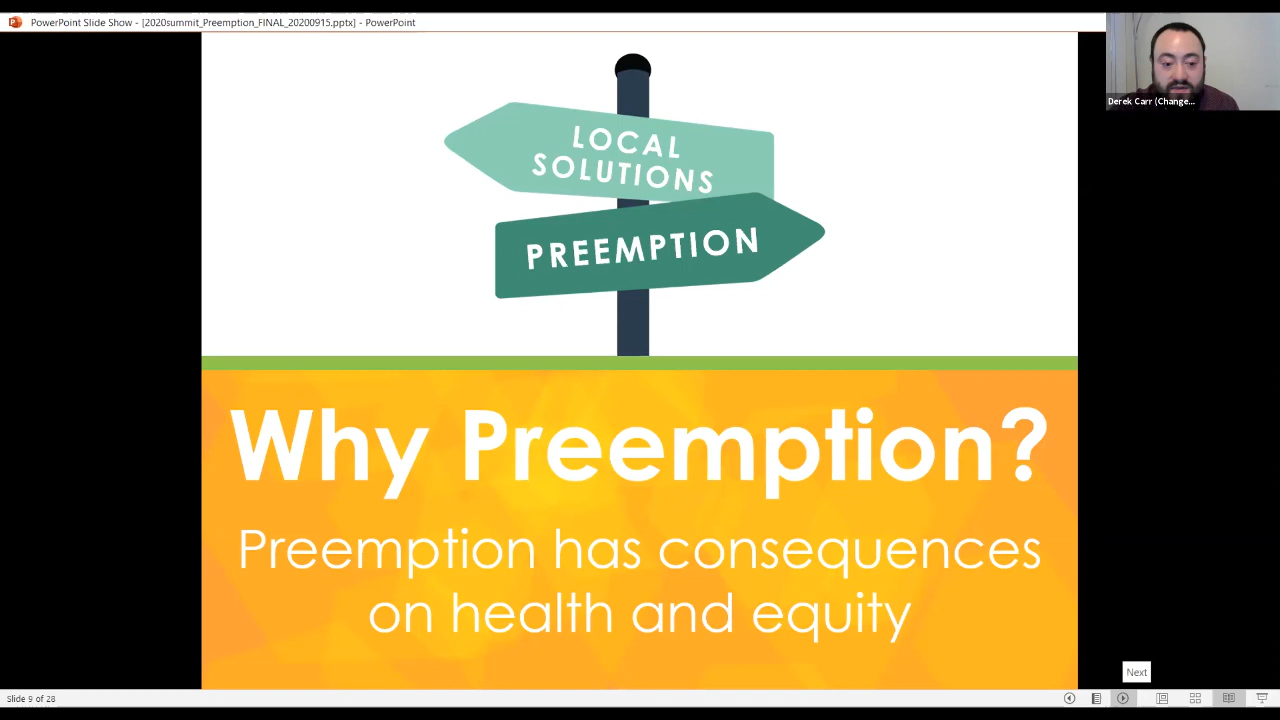 PowerPoint Slide Show - [2020summit_Preemption_FINAL_20200915.pptx] - PowerPoint
Derek Carr (Change...
LOCAL
SOLUTIONS
PREEMPTION
Why Preemption?
Preemption has consequences
on health and equity
Next
Slide 9 of 28